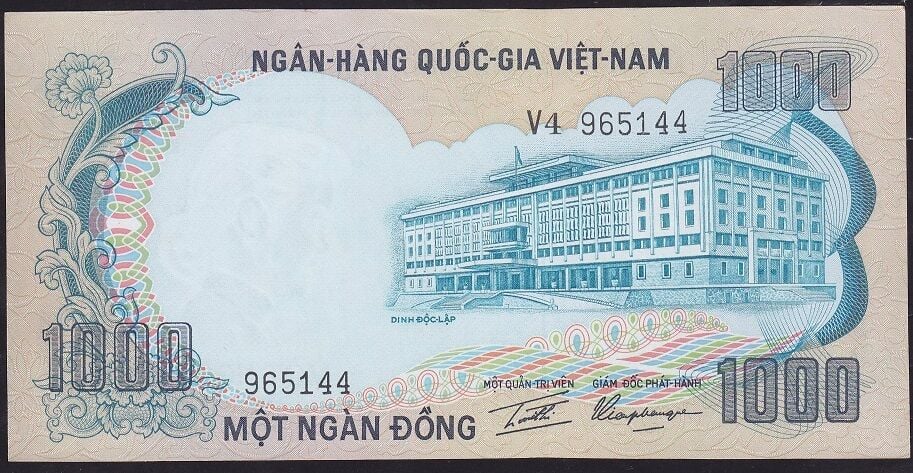 NGÂN-HÀNG QUỐC-GIA VIỆT-NAM
1000
V4 965144
DINH ĐỘC-LẬP
1000
965144
MỘT QUẢN-TRỊ VIÊN
GIÁM ĐỐC PHÁT-HÀNH
1000
MỘT NGÀN ĐỒNG